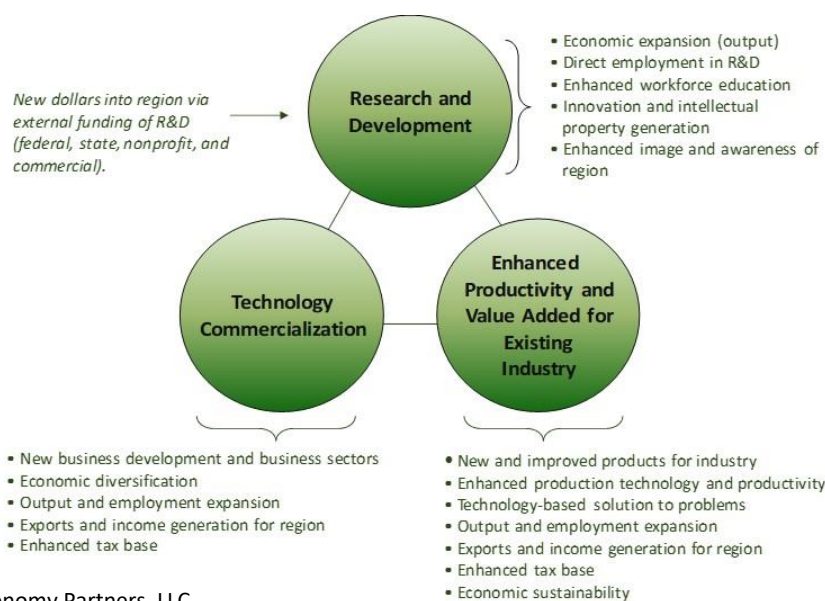 New dollars into region via
external funding of R&D
(federal, state, nonprofit, and
commercial).
Research and
Development
• Economic expansion (output)
• Direct employment in R&D
• Enhanced workforce education
• Innovation and intellectual
property generation
• Enhanced image and awareness of
region
Technology
Commercialization
Enhanced
Productivity and
Value Added for
Existing
Industry
• New business development and business sectors
• Economic diversification
• Output and employment expansion
• Exports and income generation for region
• Enhanced tax base
• New and improved products for industry
• Enhanced production technology and productivity
• Technology-based solution to problems
• Output and employment expansion
• Exports and income generation for region
• Enhanced tax base
• Economic sustainability
Partners, LLC